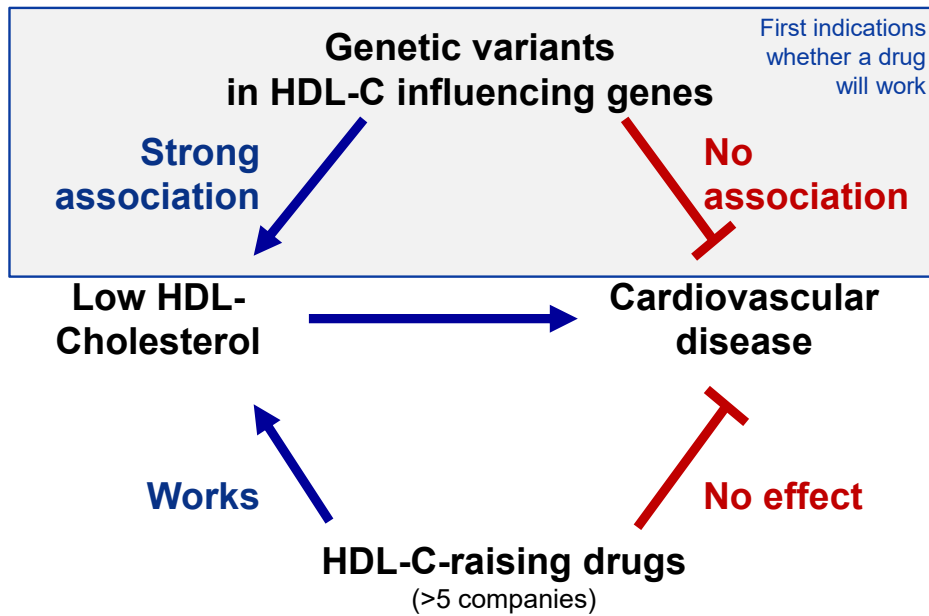 Genetic variants
in HDL-C influencing genes
First indications
whether a drug
will work
Strong
association
No
association
Low HDL-
Cholesterol
Cardiovascular
disease
Works
No effect
HDL-C-raising drugs
(>5 companies)